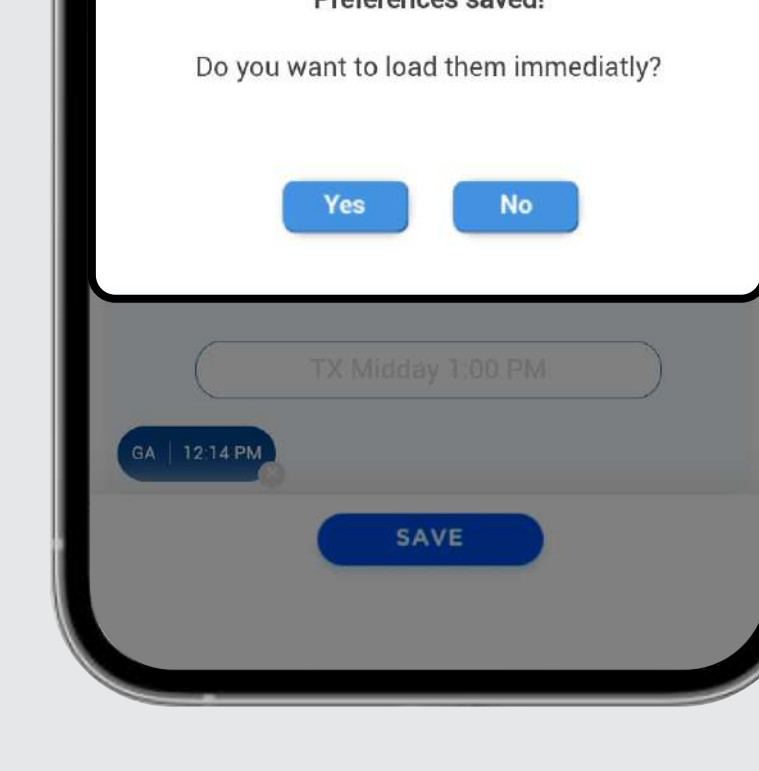 Preferences saved!
Do you want to load them immediatly?
Yes No
TX Midday 1:00 PM
GA | 12:14 PM
SAVE